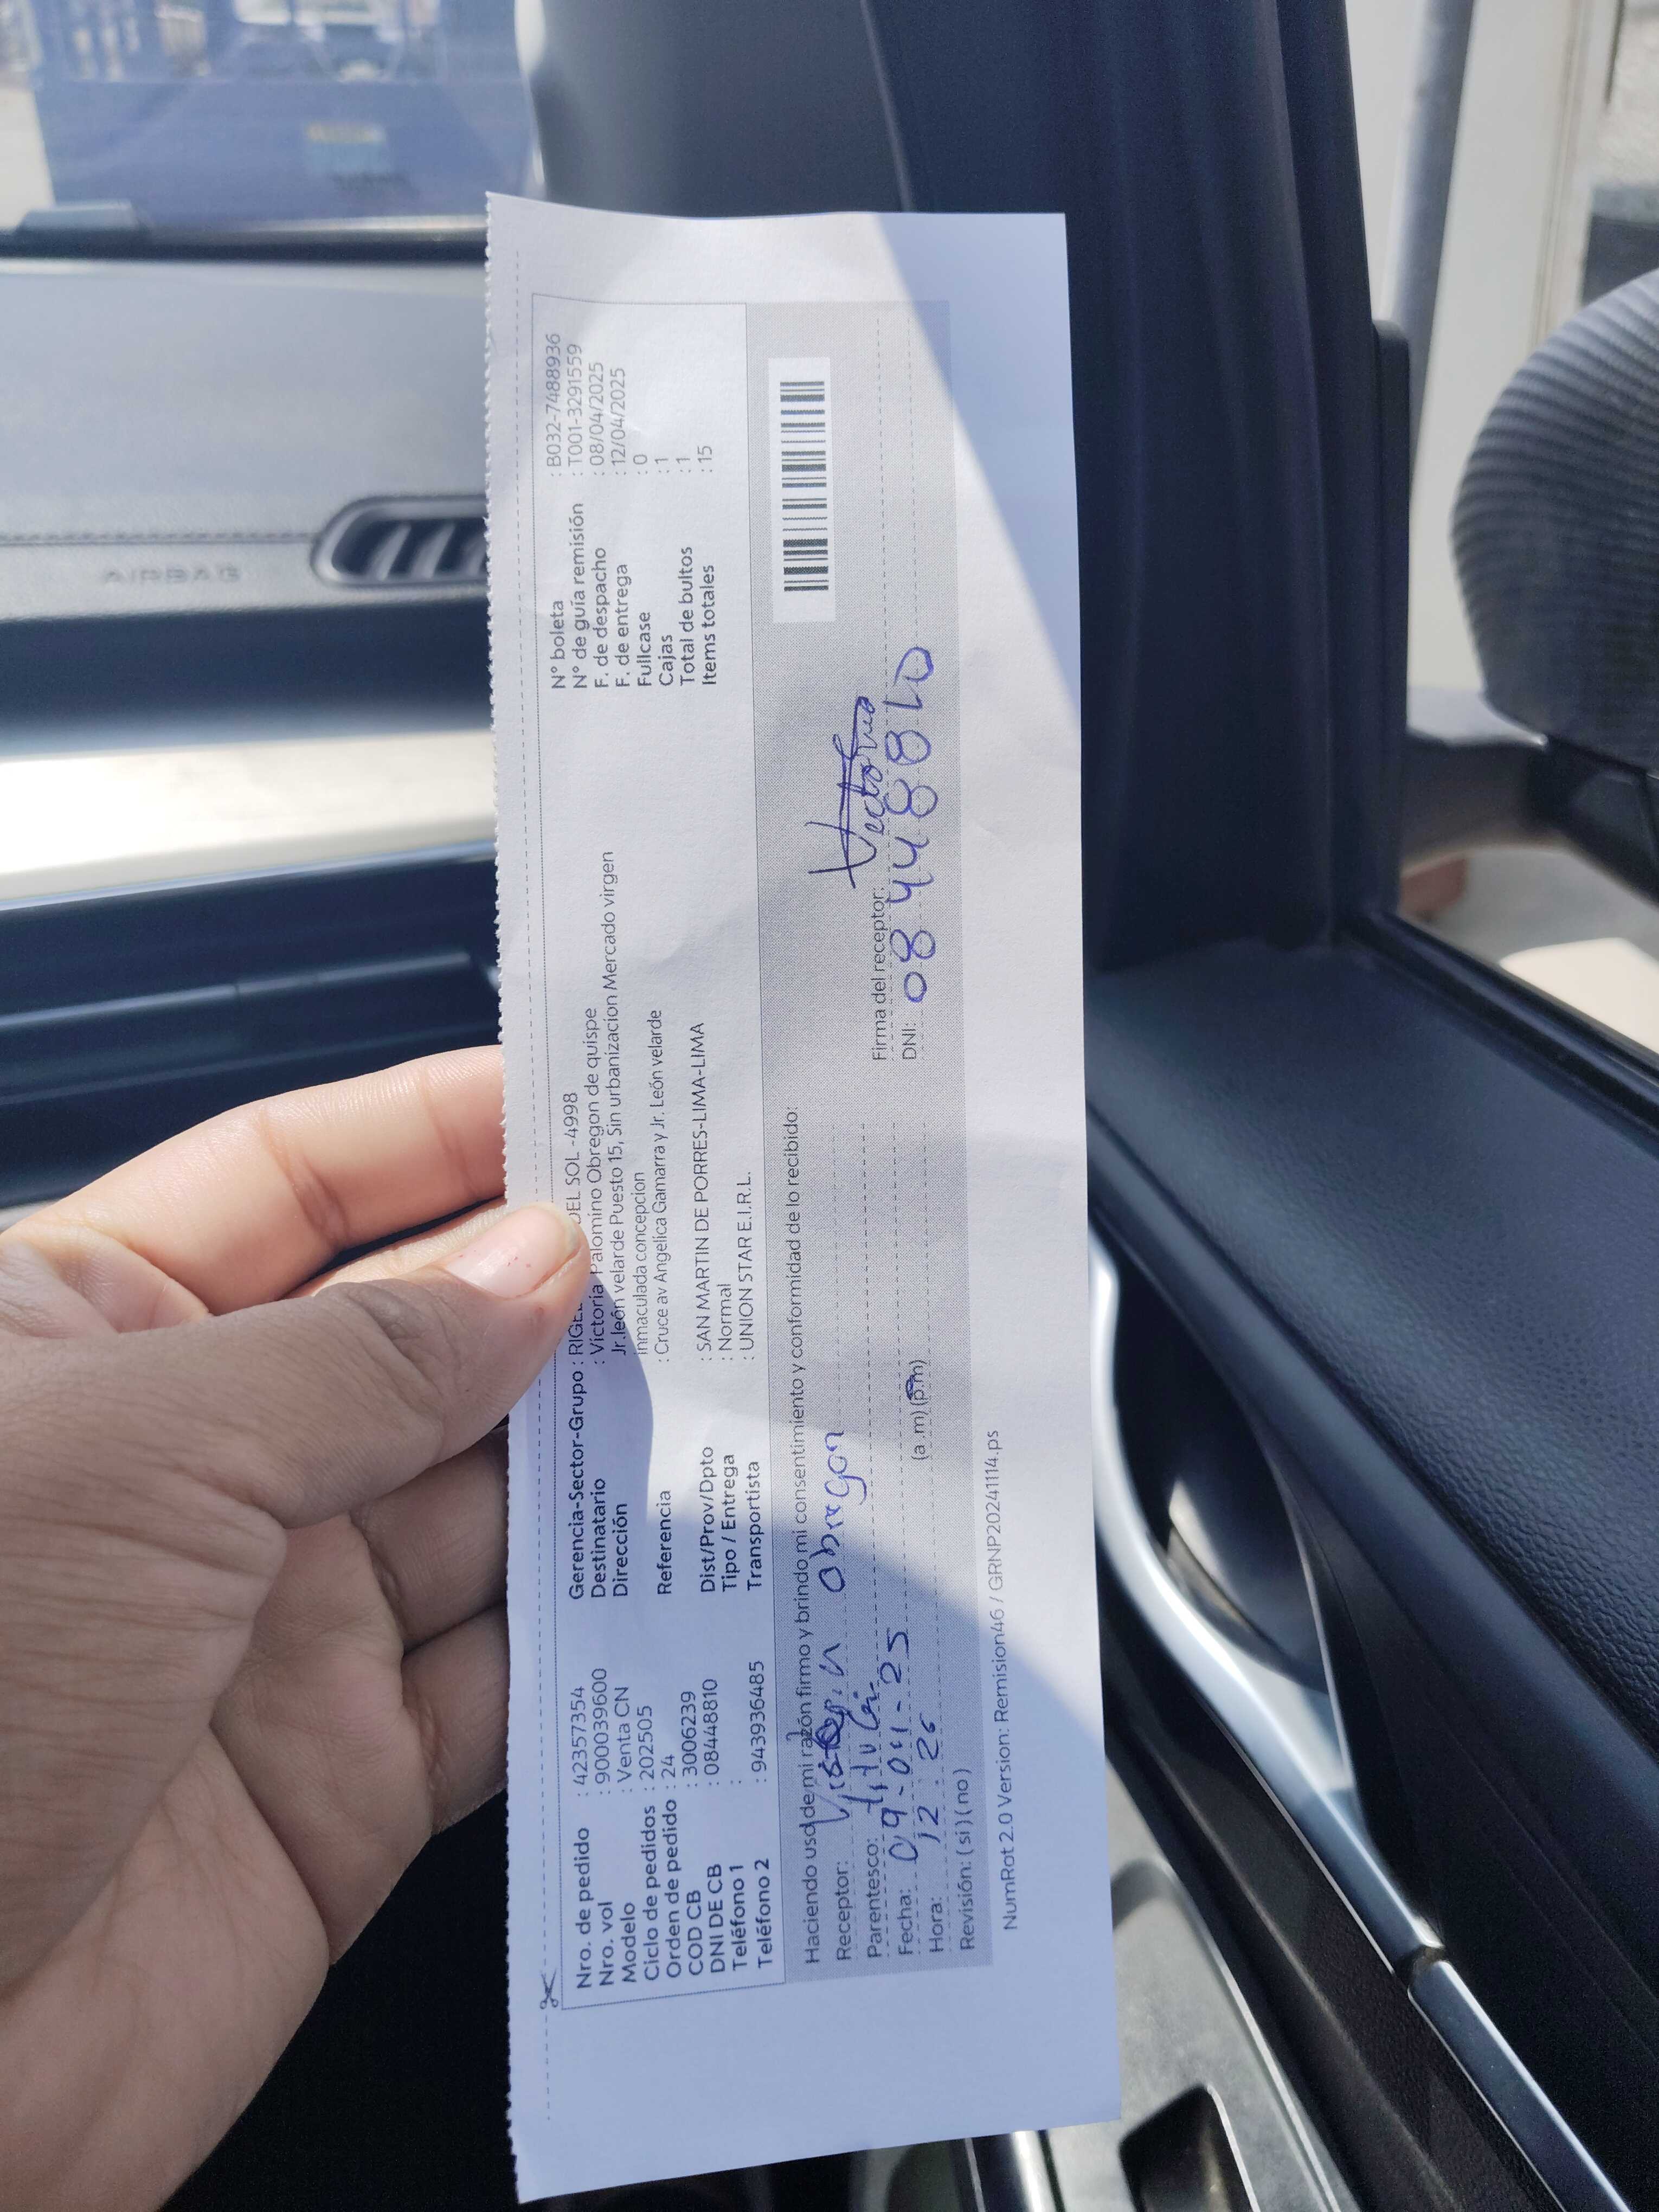 AIRBAG
Nro. de pedido : 42357354
Nro. vol : 900039600
Modelo : Venta CN
Ciclo de pedidos : 202505
Orden de pedido : 24
COD CB : 3006239
DNI DE CB : 08448810
Teléfono 1 :
Teléfono 2 : 943936485
Gerencia-Sector-Grupo : DEL SOL -4998
Destinatario : Victoria Palomino Obregon de quispe
Dirección Jr.león velarde Puesto 15, Sin urbanizacion Mercado virgen
inmaculada concepcion
Referencia : Cruce av Angelica Gamarra y Jr. León velarde
Dist/Prov/Dpto : SAN MARTIN DE PORRES-LIMA-LIMA
Tipo / Entrega : Normal
Transportista : UNION STAR E.I.R.L.
N° boleta : B032-7488936
N° de guía remisión : T001-3291559
F. de despacho : 08/04/2025
F. de entrega : 12/04/2025
Fullcase : 0
Cajas : 1
Total de bultos : 1
Items totales : 15
Haciendo uso de mi razón firmo y brindo mi consentimiento y conformidad de lo recibido:
Receptor: Obregon
Parentesco:
Fecha: 09-04-25
Hora: 12:26 (a.m) (p.m)
Revisión: ( si ) ( no )
Firma del receptor: Victoria
DNI: 08448810
NumRot 2.0 Version: Remision46 / GRNP20241114.ps